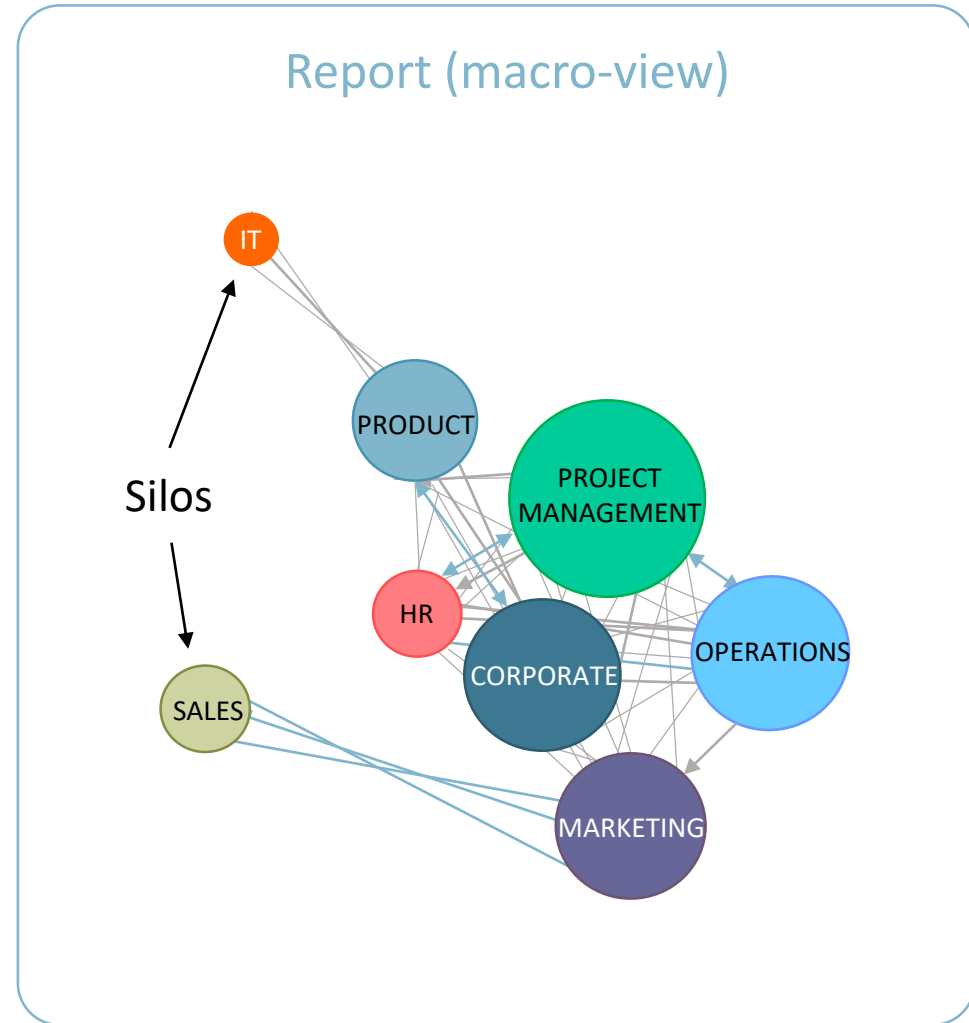 Report (macro-view)
IT
PRODUCT
PROJECT
MANAGEMENT
Silos
HR
OPERATIONS
CORPORATE
SALES
MARKETING